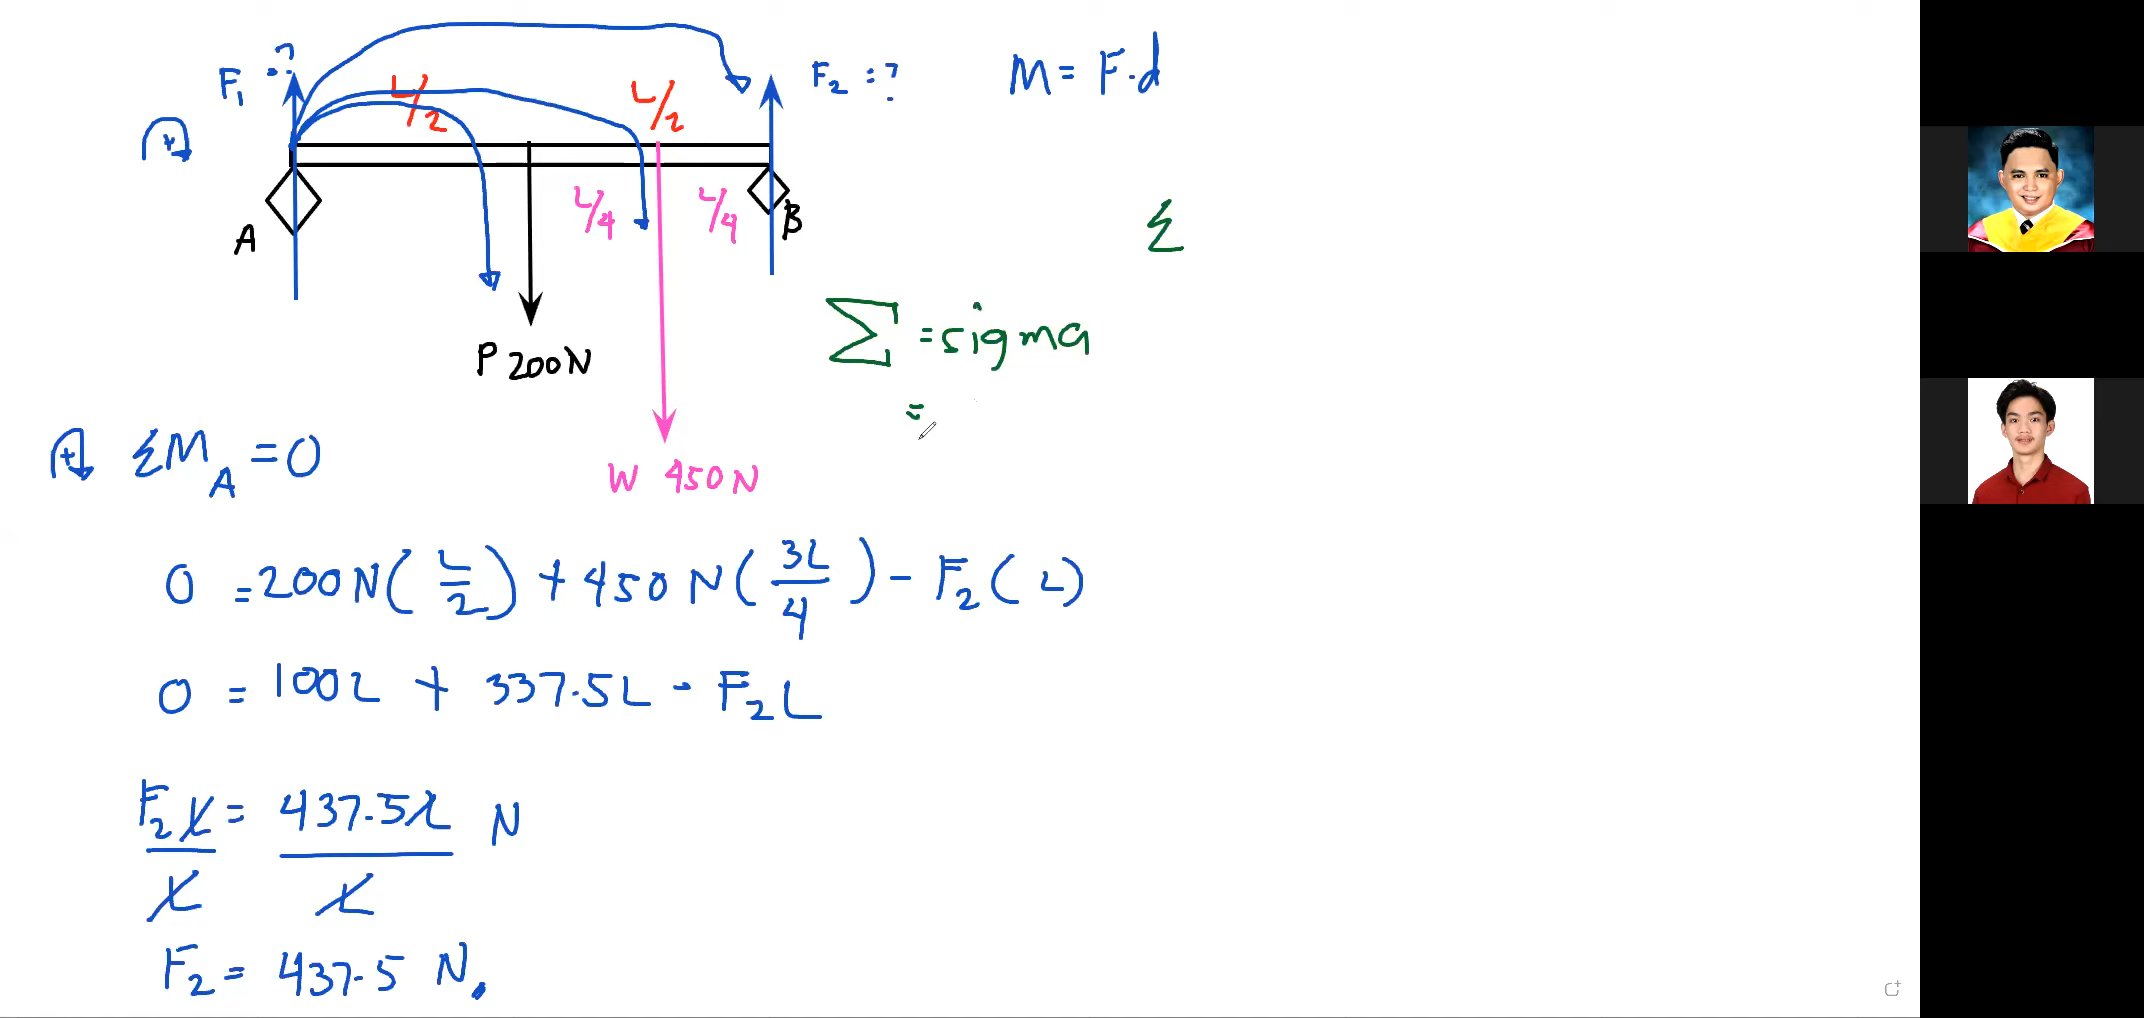 F₁ = ?
L/2
L/2
F₂ = ?
M = F.d
+
L/4
L/4
A
B
Σ
Σ = sigma
=
P 200N
W 450N
+ ΣM_A = 0
0 = 200N(L/2) + 450N(3L/4) - F₂(L)
0 = 100L + 337.5L - F₂L
F₂L/L = 437.5L/L N
F₂ = 437.5 N.